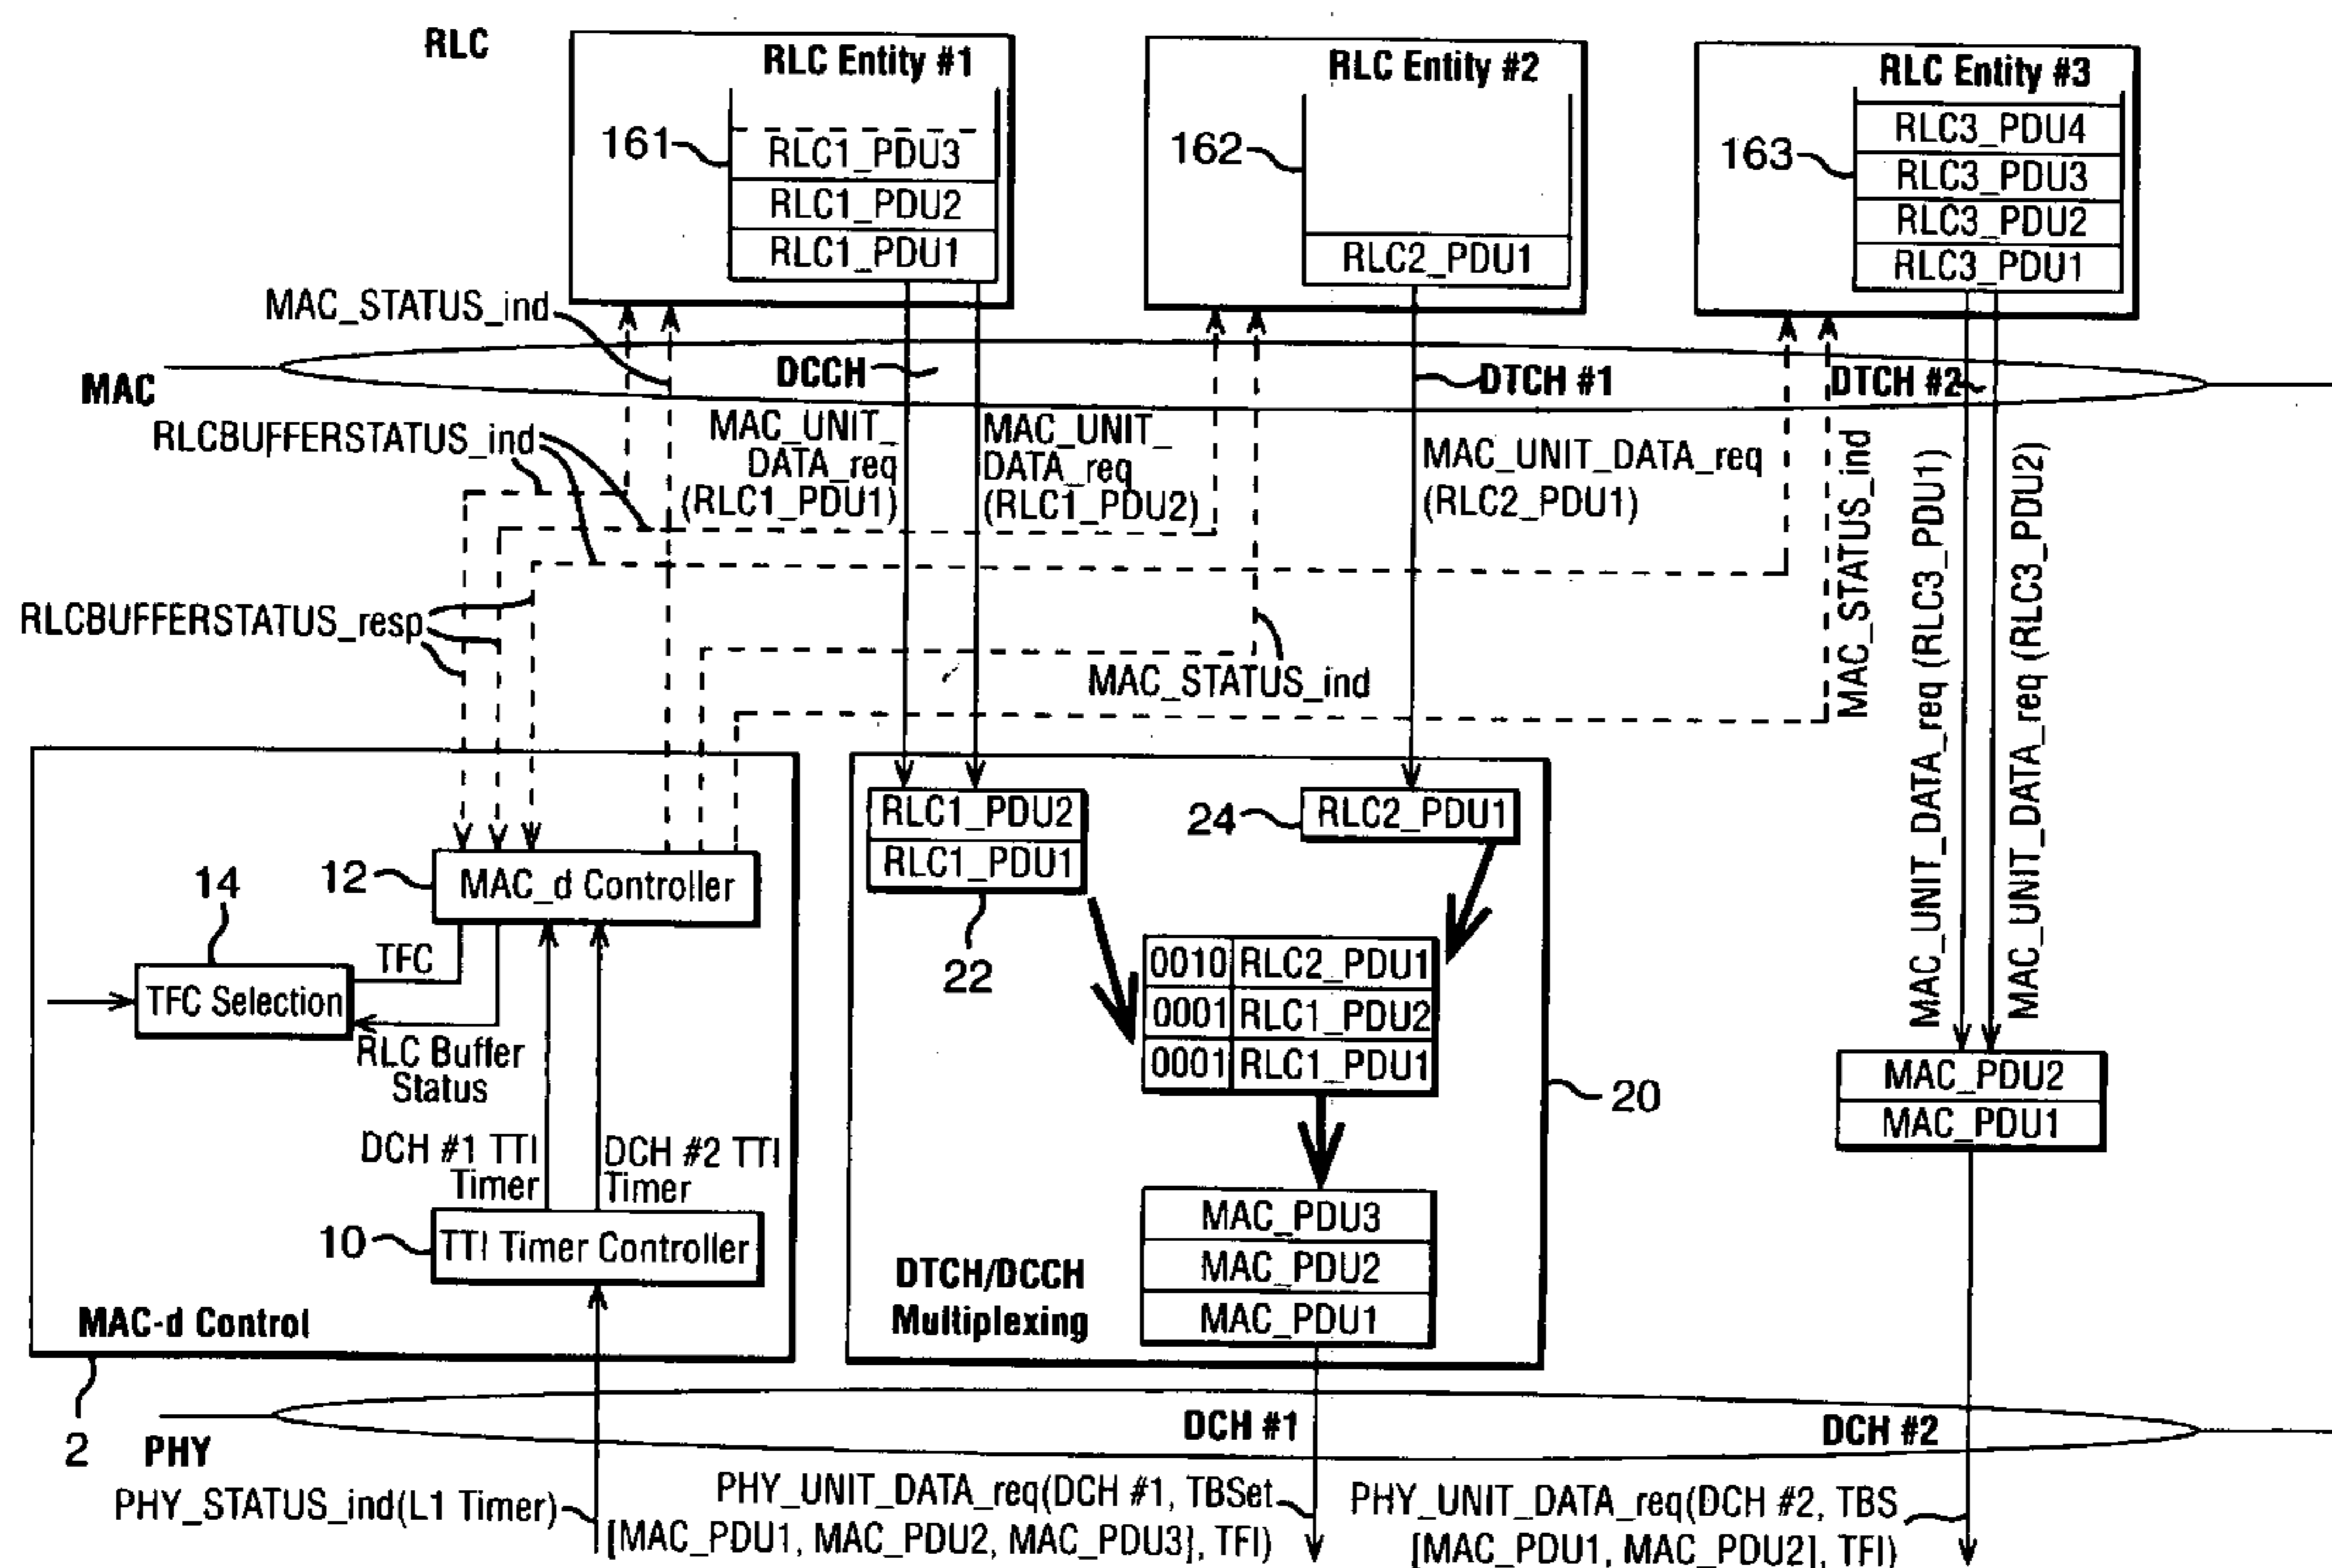 RLC
RLC Entity #1
161
RLC1_PDU3
RLC1_PDU2
RLC1_PDU1
RLC Entity #2
162
RLC2_PDU1
RLC Entity #3
163
RLC3_PDU4
RLC3_PDU3
RLC3_PDU2
RLC3_PDU1
MAC_STATUS_ind
MAC
DCCH
DTCH #1
DTCH #2
RLCBUFFERSTATUS_ind
MAC_UNIT_
DATA_req
(RLC1_PDU1)
MAC_UNIT_
DATA_req
(RLC1_PDU2)
MAC_UNIT_DATA_req
(RLC2_PDU1)
MAC_STATUS_ind
MAC_UNIT_DATA_req (RLC3_PDU1)
MAC_UNIT_DATA_req (RLC3_PDU2)
RLCBUFFERSTATUS_resp
MAC_STATUS_ind
12
MAC_d Controller
14
TFC Selection
TFC
RLC Buffer
Status
DCH #1 TTI
Timer
DCH #2 TTI
Timer
10
TTI Timer Controller
MAC-d Control
2
RLC1_PDU2
RLC1_PDU1
22
24
RLC2_PDU1
0010 RLC2_PDU1
0001 RLC1_PDU2
0001 RLC1_PDU1
20
MAC_PDU3
MAC_PDU2
MAC_PDU1
DTCH/DCCH
Multiplexing
MAC_PDU2
MAC_PDU1
PHY
DCH #1
DCH #2
PHY_STATUS_ind(L1 Timer)
PHY_UNIT_DATA_req(DCH #1, TBSet
[MAC_PDU1, MAC_PDU2, MAC_PDU3], TFI)
PHY_UNIT_DATA_req(DCH #2, TBS
[MAC_PDU1, MAC_PDU2], TFI)